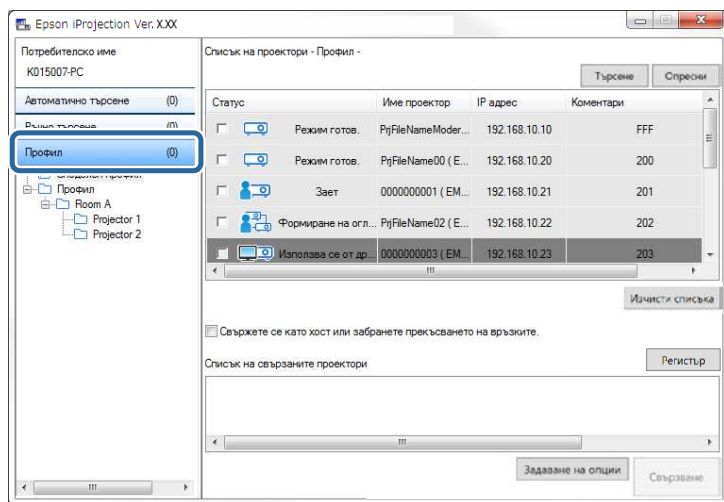 Epson iProjection Ver. X.XX
Потребителско име
K015007-PC
Автоматично търсене (0)
Ръчно търсене (0)
Профил (0)
Споделен профил
Профил
Room A
Projector 1
Projector 2
Списък на проектори - Профил -
Търсене Спресни
Статус Име проектор IP адрес Коментари
Режим готов. PrjFileNameModer... 192.168.10.10 FFF
Режим готов. PrjFileName00 ( E... 192.168.10.20 200
Зает 0000000001 ( EM... 192.168.10.21 201
Формиране на огл... PrjFileName02 ( E... 192.168.10.22 202
Използва се от др... 0000000003 ( EM... 192.168.10.23 203
Изчисти списъка
Свържете се като хост или забранете прекъсването на връзките.
Списък на свързаните проектори
Регистър
Задаване на опции
Свързване